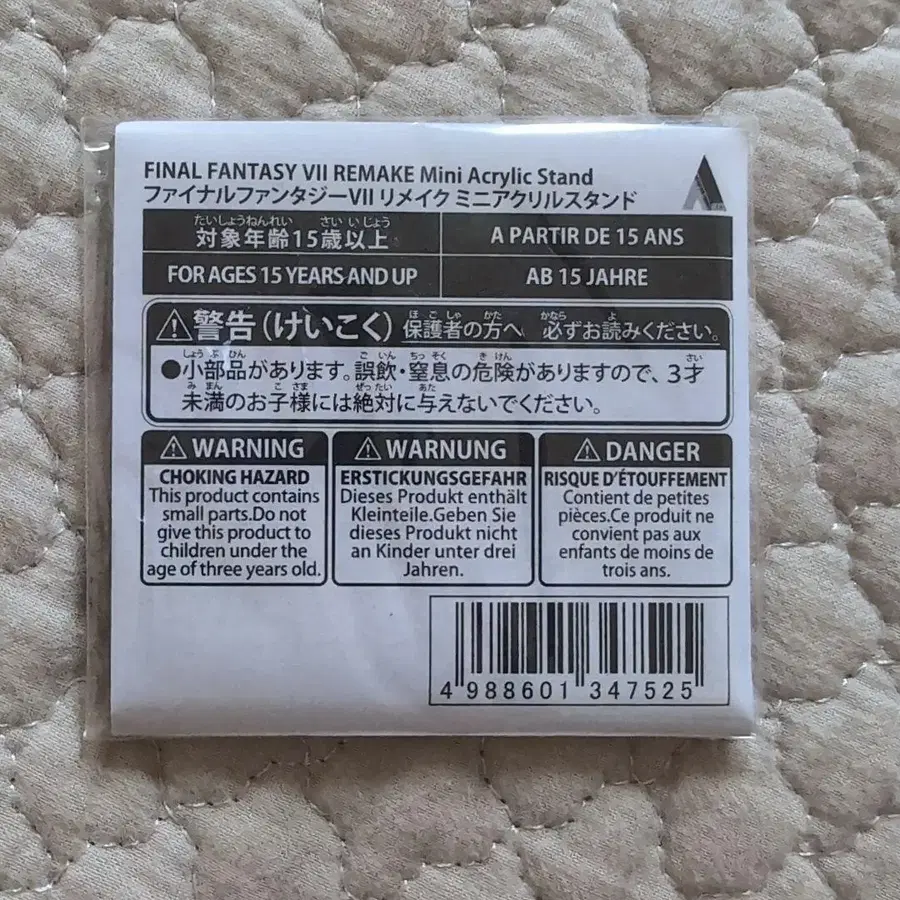 FINAL FANTASY VII REMAKE Mini Acrylic Stand
ファイナルファンタジーVII リメイク ミニアクリルスタンド
たいしょうねんれい さい いじょう
対象年齢15歳以上
A PARTIR DE 15 ANS
FOR AGES 15 YEARS AND UP
AB 15 JAHRE
ほごしゃ かた かなら よ
警告(けいこく) 保護者の方へ 必ずお読みください。
しょうぶひん ごいん ちっそく きけん さい
●小部品があります。誤飲・窒息の危険がありますので、3才
みまん こさま ぜったい あた
未満のお子様には絶対に与えないでください。
WARNING
CHOKING HAZARD
This product contains
small parts.Do not
give this product to
children under the
age of three years old.
WARNUNG
ERSTICKUNGSGEFAHR
Dieses Produkt enthält
Kleinteile.Geben Sie
dieses Produkt nicht
an Kinder unter drei
Jahren.
DANGER
RISQUE D'ÉTOUFFEMENT
Contient de petites
pièces.Ce produit ne
convient pas aux
enfants de moins de
trois ans.
4 988601 347525